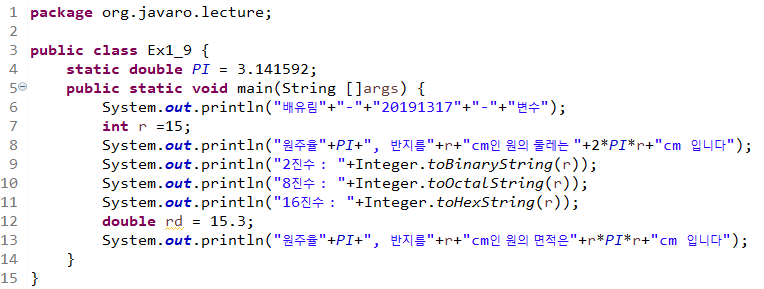 1 package org.javaro.lecture;
2
3 public class Ex1_9 {
4     static double PI = 3.141592;
5     public static void main(String []args) {
6         System.out.println("배유림"+"-"+"20191317"+"-"+"변수");
7         int r =15;
8         System.out.println("원주율"+PI+", 반지름"+r+"cm인 원의 둘레는 "+2*PI*r+"cm 입니다");
9         System.out.println("2진수 : "+Integer.toBinaryString(r));
10         System.out.println("8진수 : "+Integer.toOctalString(r));
11         System.out.println("16진수 : "+Integer.toHexString(r));
12         double rd = 15.3;
13         System.out.println("원주율"+PI+", 반지름"+r+"cm인 원의 면적은"+r*PI*r+"cm 입니다");
14     }
15 }